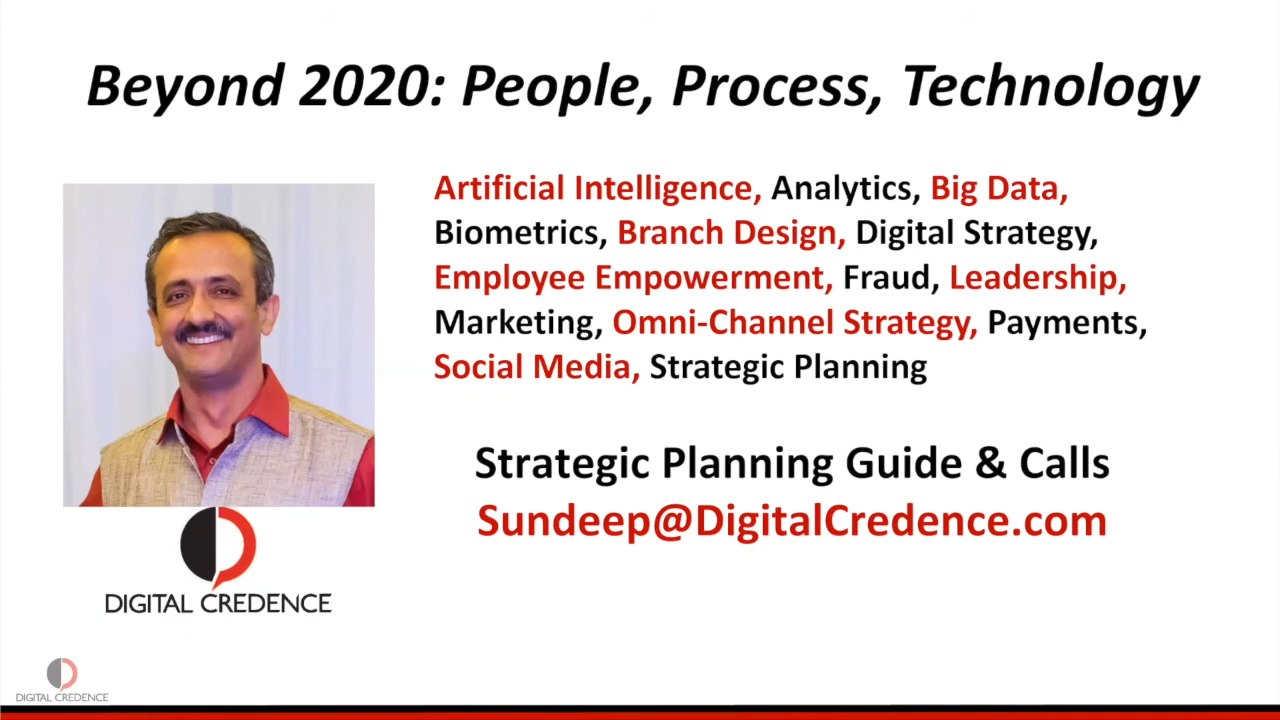 Beyond 2020: People, Process, Technology
Artificial Intelligence, Analytics, Big Data,
Biometrics, Branch Design, Digital Strategy,
Employee Empowerment, Fraud, Leadership,
Marketing, Omni-Channel Strategy, Payments,
Social Media, Strategic Planning
Strategic Planning Guide & Calls
Sundeep@DigitalCredence.com
DIGITAL CREDENCE
DIGITAL CREDENCE